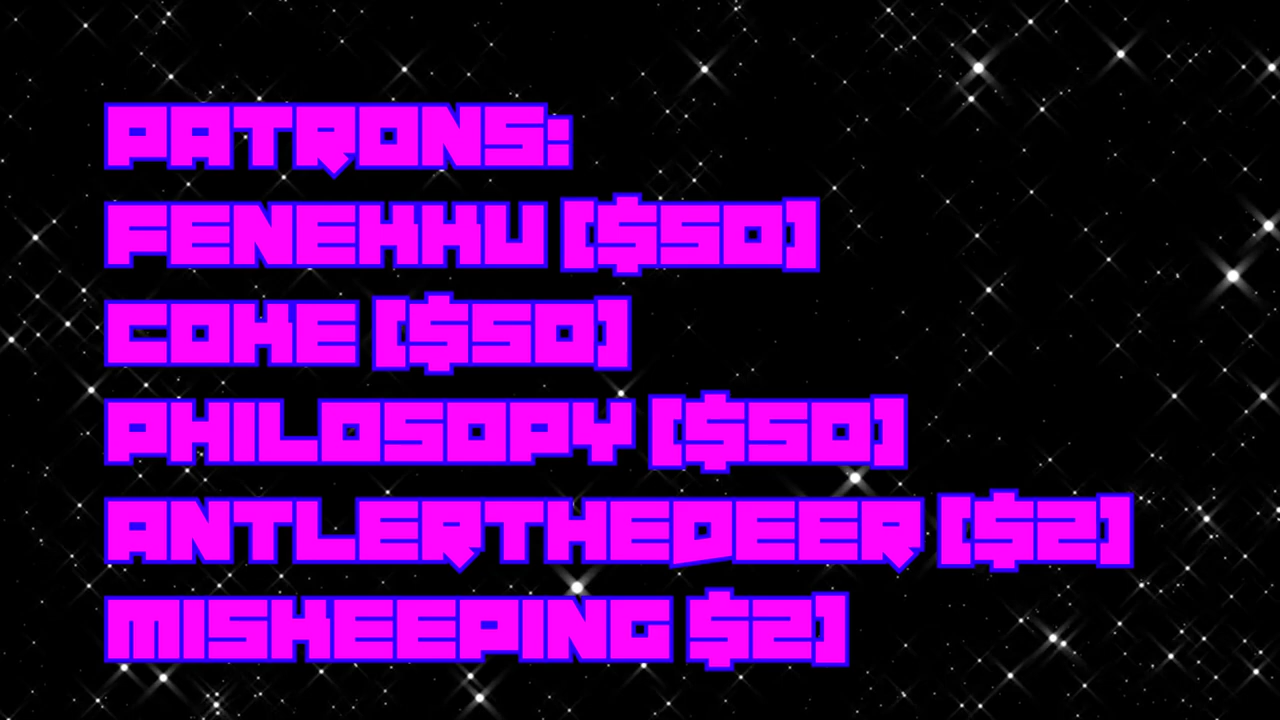 PATRONS:
FENEKKU ($50)
COKE ($50)
PHILOSOPY ($50)
ANTLERTHEDEER ($2)
MISKEEPING $2)